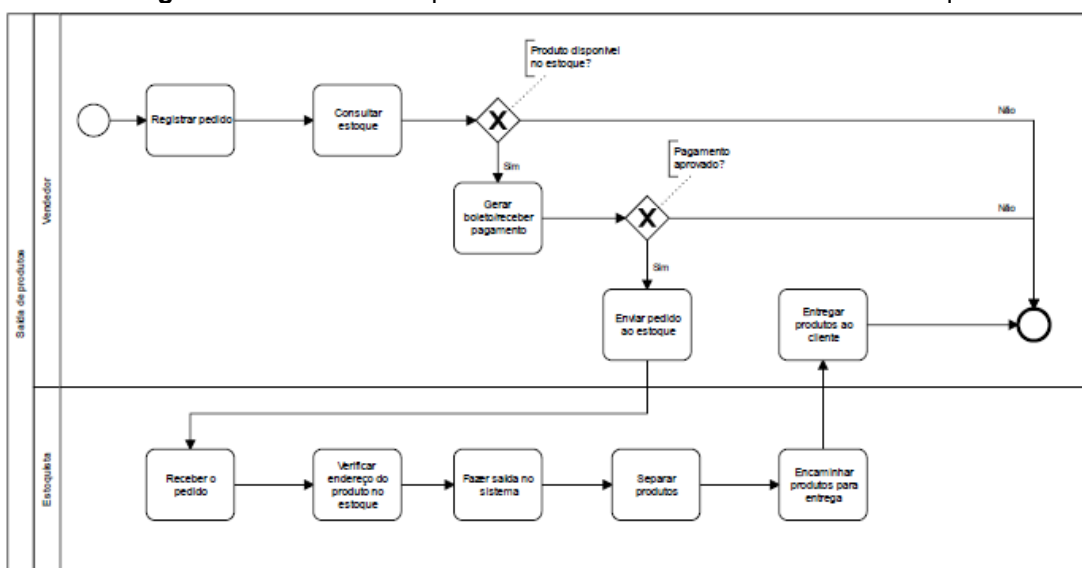 Produto disponível
no estoque?
Registrar pedido
Consultar
estoque
Não
Sim
Pagamento
aprovado?
Gerar
boleto/receber
pagamento
Não
Sim
Enviar pedido
ao estoque
Entregar
produtos ao
cliente
Vendedor
Saída de produtos
Estoquista
Receber o
pedido
Verificar
endereço do
produto no
estoque
Fazer saída no
sistema
Separar
produtos
Encaminhar
produtos para
entrega